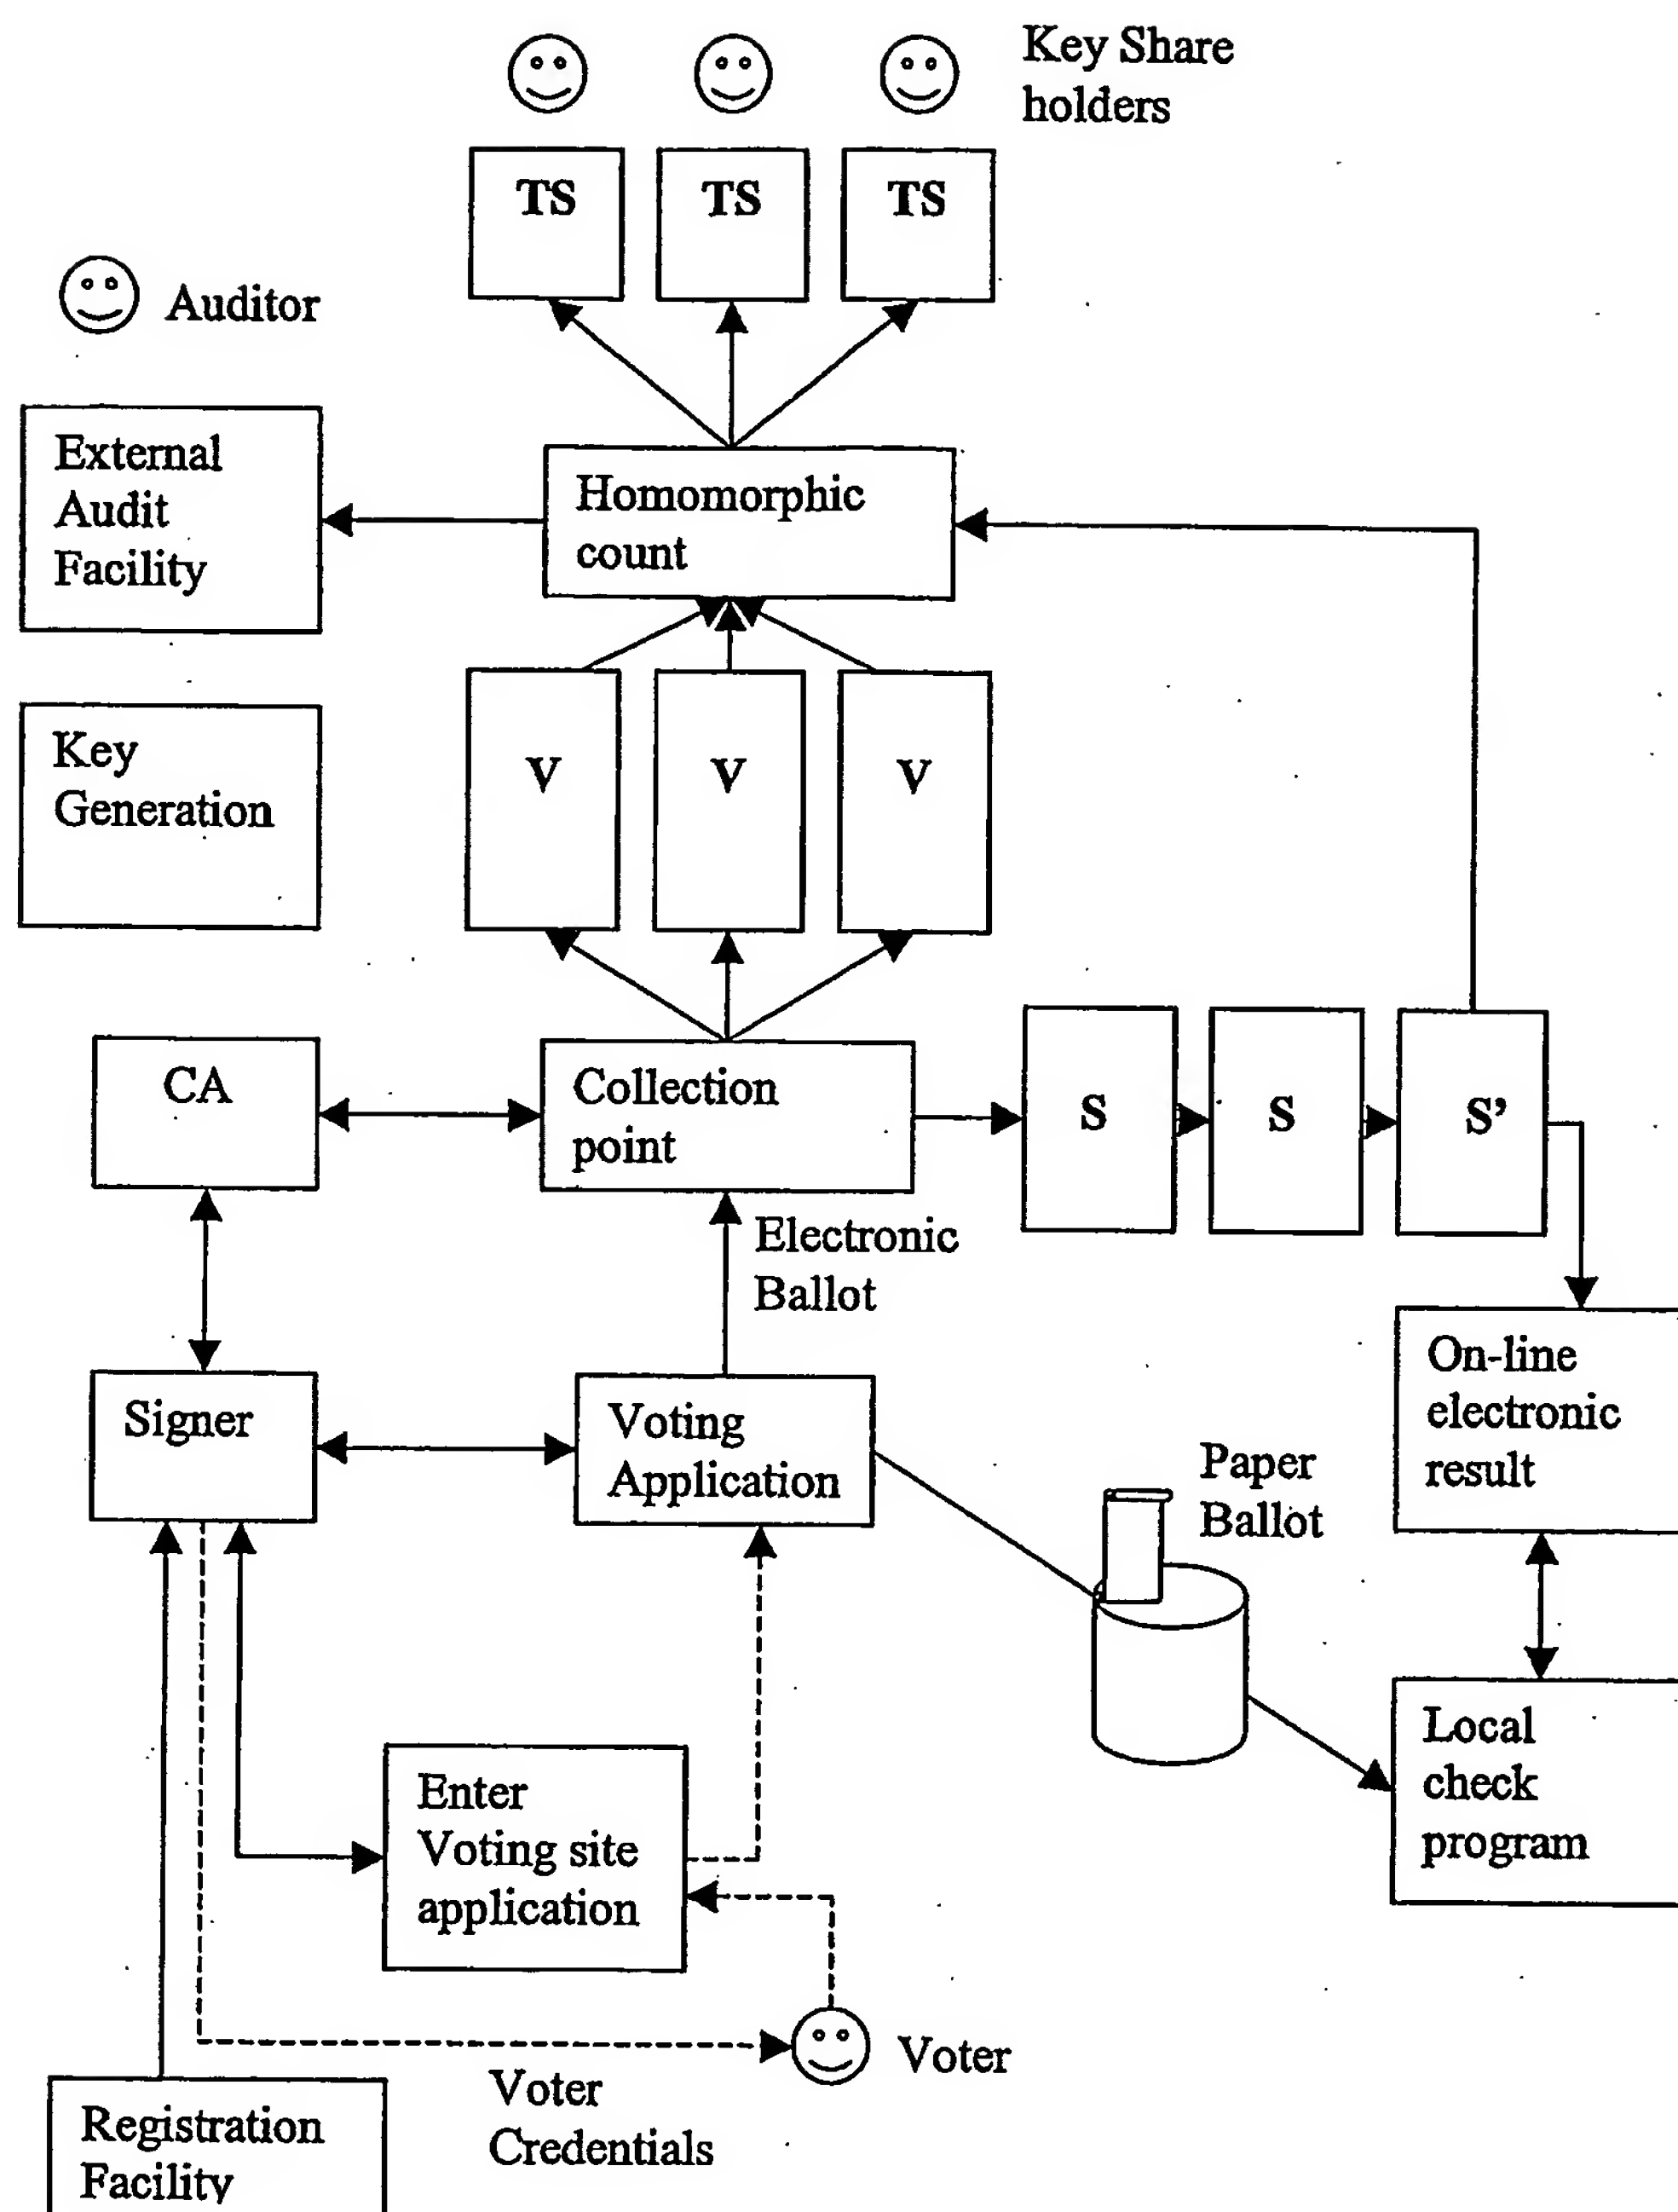 Key Share
holders
TS
TS
TS
Auditor
External
Audit
Facility
Homomorphic
count
Key
Generation
V
V
V
CA
Collection
point
S
S
S’
Electronic
Ballot
On-line
electronic
result
Signer
Voting
Application
Paper
Ballot
Local
check
program
Enter
Voting site
application
Voter
Voter
Credentials
Registration
Facility